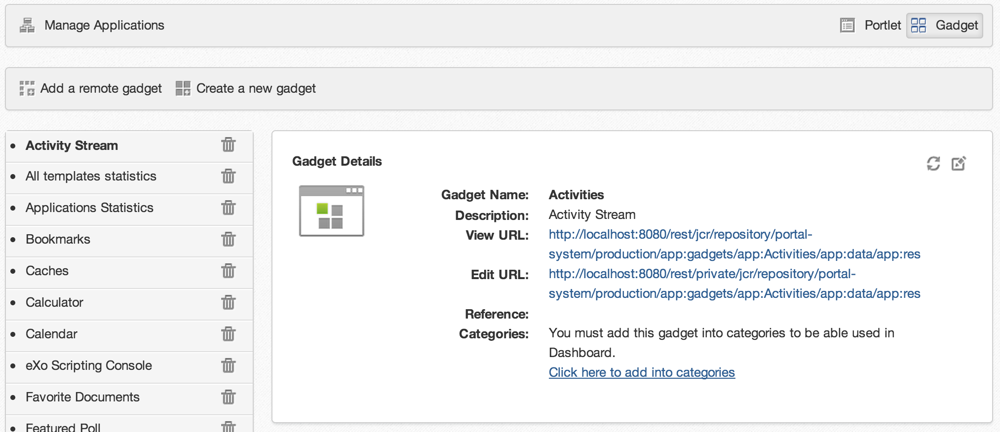 Manage Applications
Portlet
Gadget
Add a remote gadget
Create a new gadget
Activity Stream
All templates statistics
Applications Statistics
Bookmarks
Caches
Calculator
Calendar
eXo Scripting Console
Favorite Documents
Featured Poll
Gadget Details
Gadget Name: Activities
Description: Activity Stream
View URL: http://localhost:8080/rest/jcr/repository/portal-
system/production/app:gadgets/app:Activities/app:data/app:res
Edit URL: http://localhost:8080/rest/private/jcr/repository/portal-
system/production/app:gadgets/app:Activities/app:data/app:res
Reference:
Categories: You must add this gadget into categories to be able used in
Dashboard.
Click here to add into categories